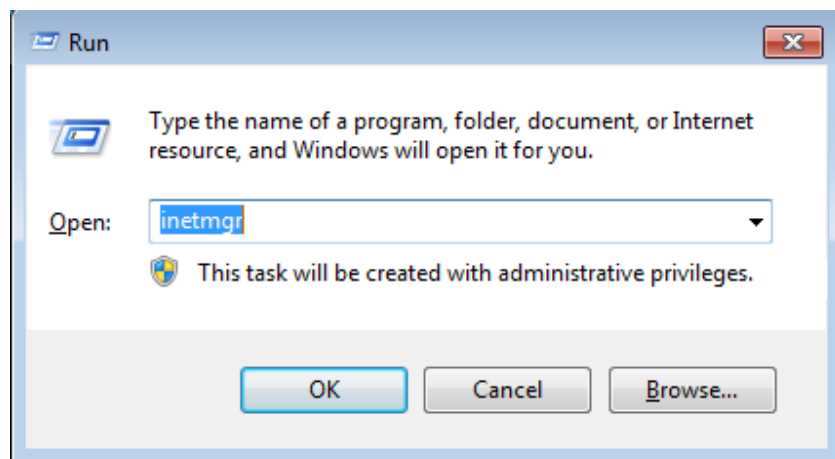 Run
Type the name of a program, folder, document, or Internet
resource, and Windows will open it for you.
Open: inetmgr
This task will be created with administrative privileges.
OK Cancel Browse...